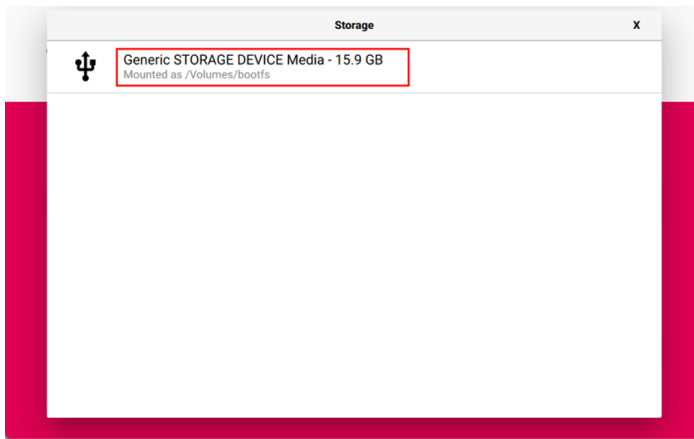 Storage
X
Generic STORAGE DEVICE Media - 15.9 GB
Mounted as /Volumes/bootfs